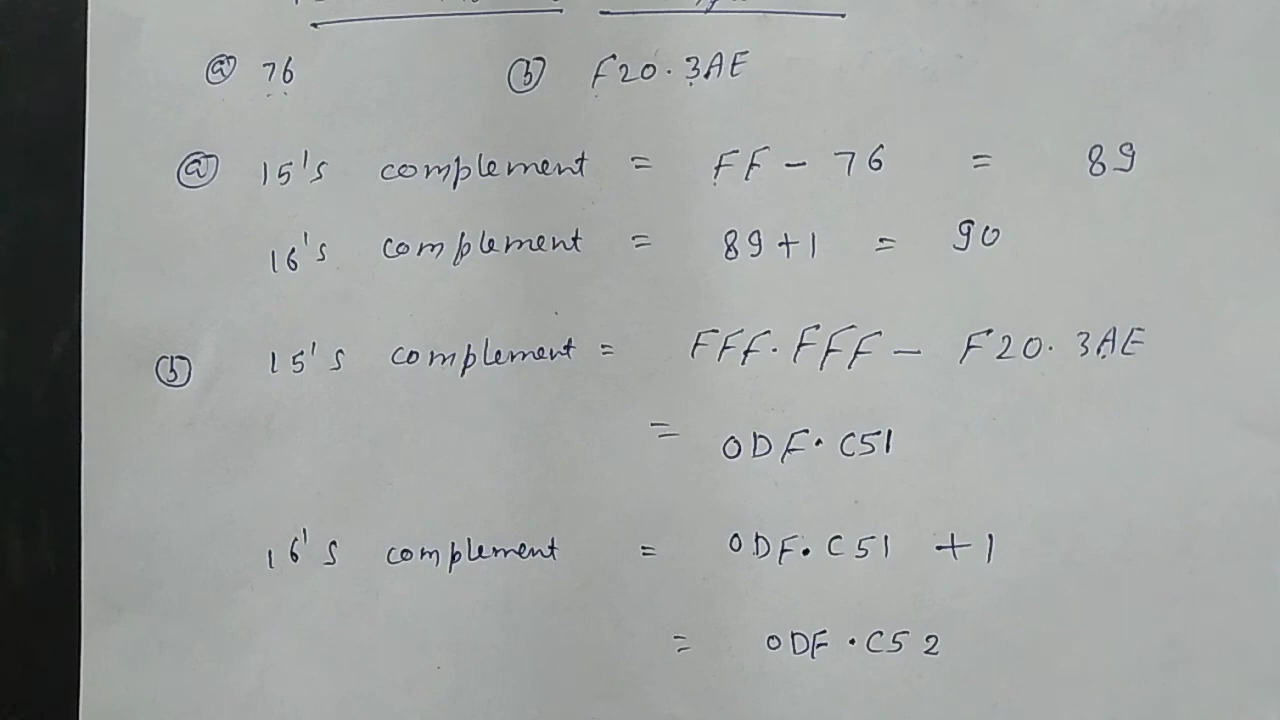 ⓐ 76 ⓑ F20.3AE
ⓐ 15's complement = FF - 76 = 89
16's complement = 89+1 = 90
ⓑ 15's complement = FFF.FFF - F20.3AE
= 0DF.C51
16's complement = 0DF.C51 +1
= 0DF.C52